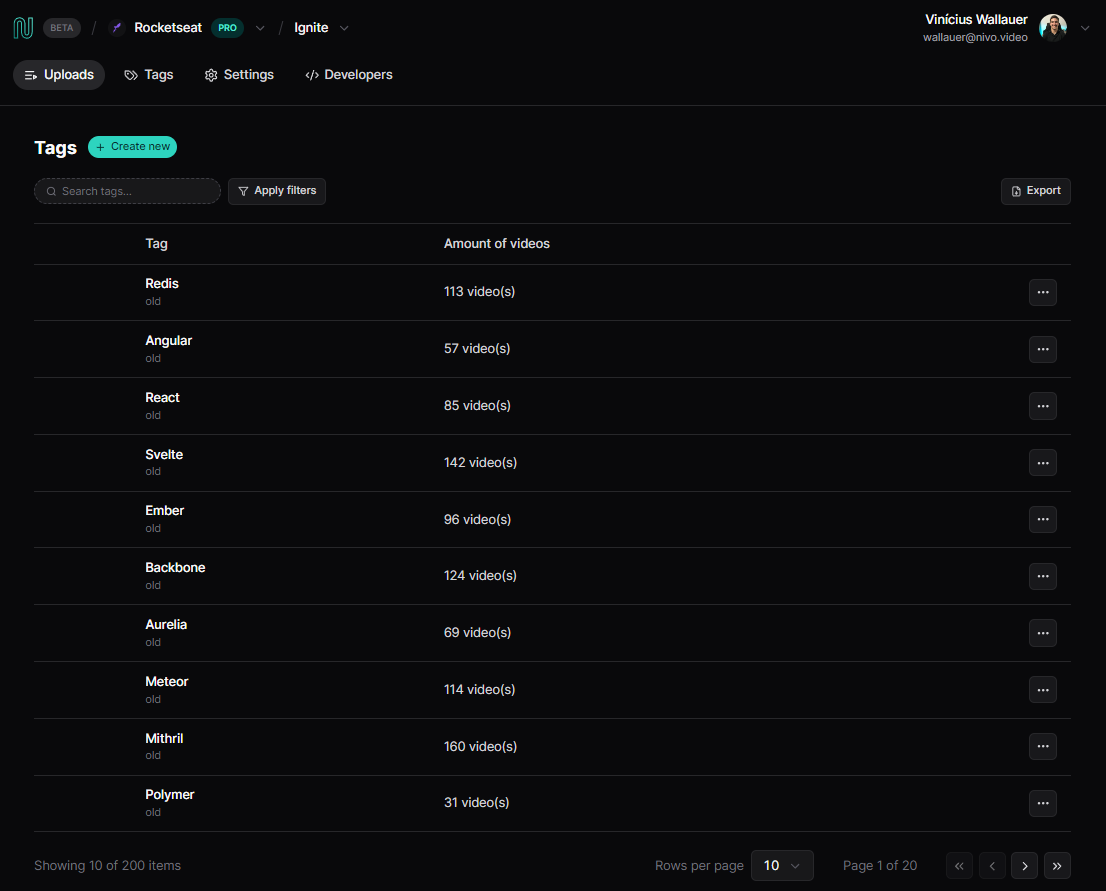 BETA / Rocketseat PRO / Ignite
Vinícius Wallauer
wallauer@nivo.video
Uploads Tags Settings Developers
Tags + Create new
Search tags... Apply filters Export
Tag Amount of videos
Redis
old
113 video(s)
Angular
old
57 video(s)
React
old
85 video(s)
Svelte
old
142 video(s)
Ember
old
96 video(s)
Backbone
old
124 video(s)
Aurelia
old
69 video(s)
Meteor
old
114 video(s)
Mithril
old
160 video(s)
Polymer
old
31 video(s)
Showing 10 of 200 items Rows per page 10 Page 1 of 20